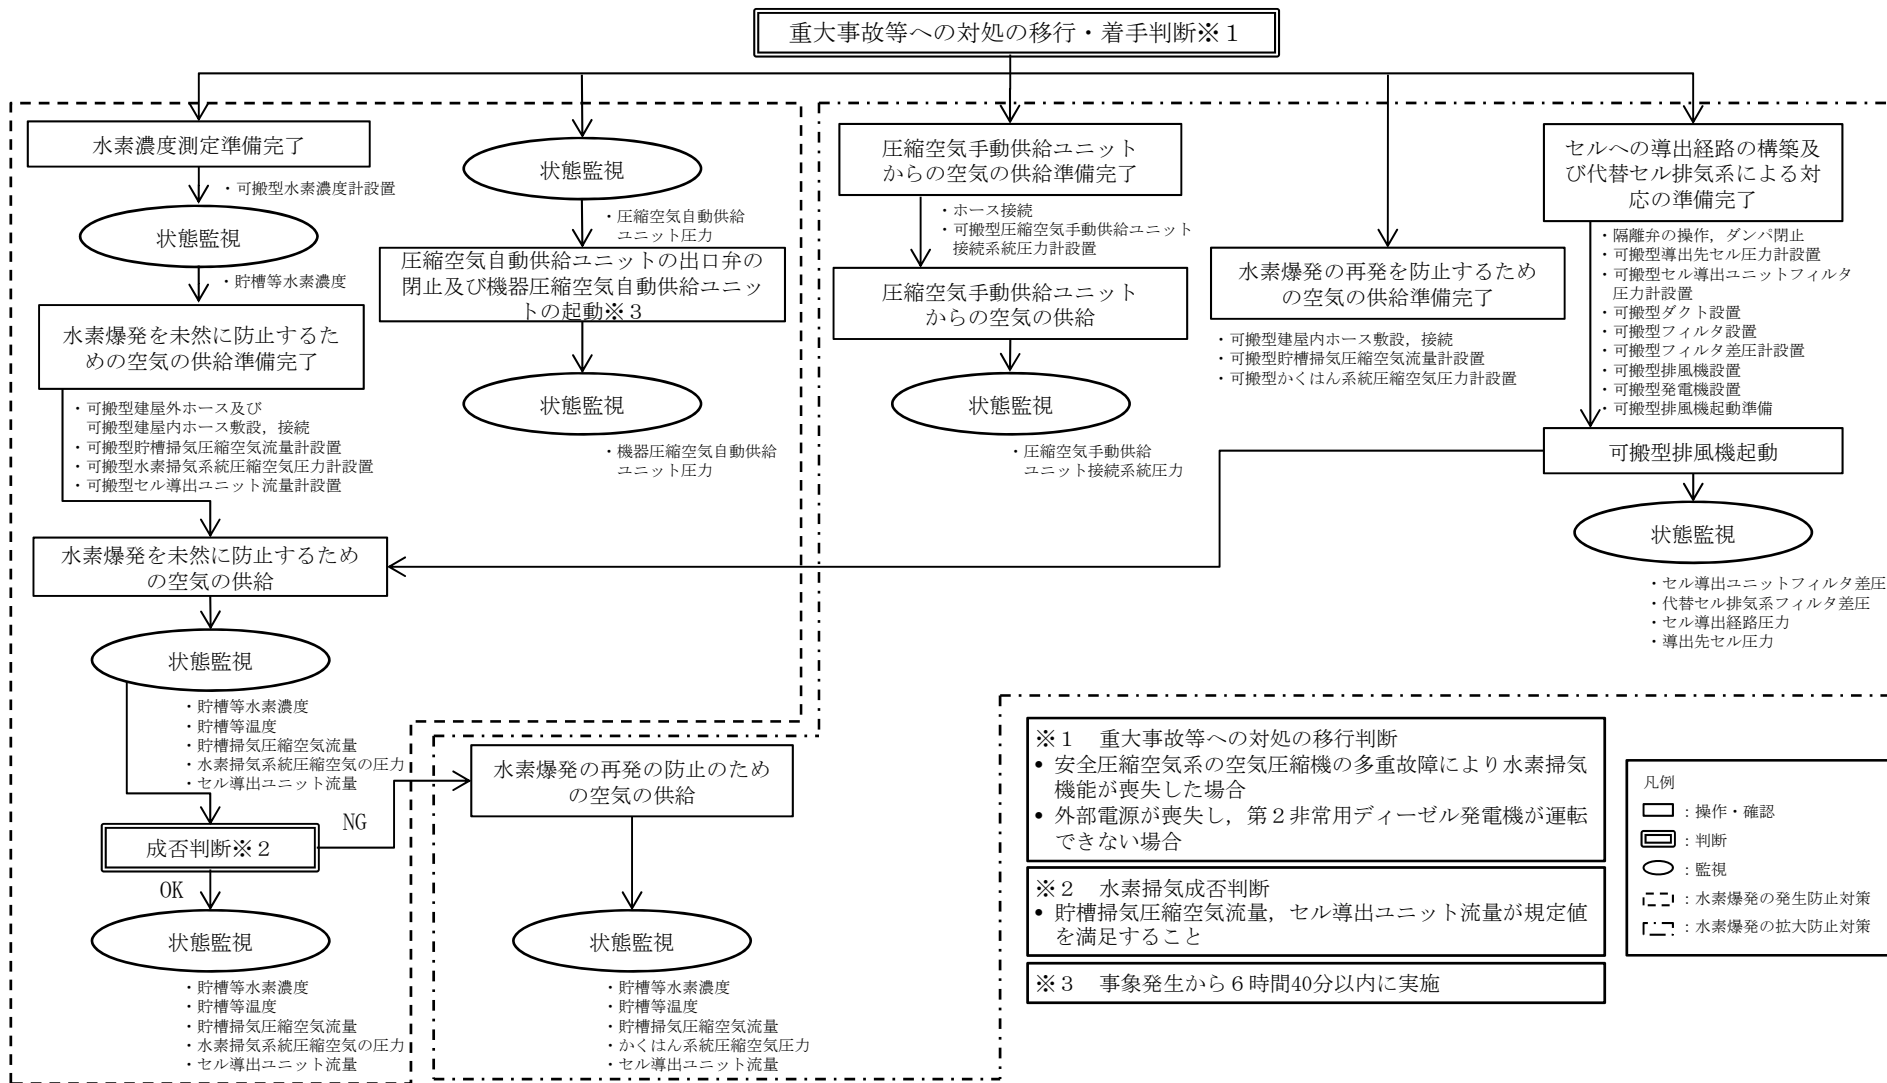 重大事故等への対処の移行・着手判断※1
水素濃度測定準備完了
・可搬型水素濃度計設置
状態監視
・貯槽等水素濃度
水素爆発を未然に防止するた
めの空気の供給準備完了
・可搬型建屋外ホース及び
可搬型建屋内ホース敷設，接続
・可搬型貯槽掃気圧縮空気流量計設置
・可搬型水素掃気系統圧縮空気圧力計設置
・可搬型セル導出ユニット流量計設置
水素爆発を未然に防止するため
の空気の供給
状態監視
・貯槽等水素濃度
・貯槽等温度
・貯槽掃気圧縮空気流量
・水素掃気系統圧縮空気の圧力
・セル導出ユニット流量
成否判断※2
NG
OK
状態監視
・貯槽等水素濃度
・貯槽等温度
・貯槽掃気圧縮空気流量
・水素掃気系統圧縮空気の圧力
・セル導出ユニット流量
状態監視
・圧縮空気自動供給
ユニット圧力
圧縮空気自動供給ユニットの出口弁の
閉止及び機器圧縮空気自動供給ユニッ
トの起動※3
状態監視
・機器圧縮空気自動供給
ユニット圧力
水素爆発の再発の防止のため
の空気の供給
状態監視
・貯槽等水素濃度
・貯槽等温度
・貯槽掃気圧縮空気流量
・かくはん系統圧縮空気圧力
・セル導出ユニット流量
圧縮空気手動供給ユニット
からの空気の供給準備完了
・ホース接続
・可搬型圧縮空気手動供給ユニット
接続系統圧力計設置
圧縮空気手動供給ユニット
からの空気の供給
状態監視
・圧縮空気手動供給
ユニット接続系統圧力
水素爆発の再発を防止するため
の空気の供給準備完了
・可搬型建屋内ホース敷設，接続
・可搬型貯槽掃気圧縮空気流量計設置
・可搬型かくはん系統圧縮空気圧力計設置
セルへの導出経路の構築及
び代替セル排気系による対
応の準備完了
・隔離弁の操作，ダンパ閉止
・可搬型導出先セル圧力計設置
・可搬型セル導出ユニットフィルタ
圧力計設置
・可搬型ダクト設置
・可搬型フィルタ設置
・可搬型フィルタ差圧計設置
・可搬型排風機設置
・可搬型発電機設置
・可搬型排風機起動準備
可搬型排風機起動
状態監視
・セル導出ユニットフィルタ差圧
・代替セル排気系フィルタ差圧
・セル導出経路圧力
・導出先セル圧力
※1　重大事故等への対処の移行判断
• 安全圧縮空気系の空気圧縮機の多重故障により水素掃気
機能が喪失した場合
• 外部電源が喪失し，第2非常用ディーゼル発電機が運転
できない場合
※2　水素掃気成否判断
• 貯槽掃気圧縮空気流量，セル導出ユニット流量が規定値
を満足すること
※3　事象発生から6時間40分以内に実施
凡例
：操作・確認
：判断
：監視
：水素爆発の発生防止対策
：水素爆発の拡大防止対策